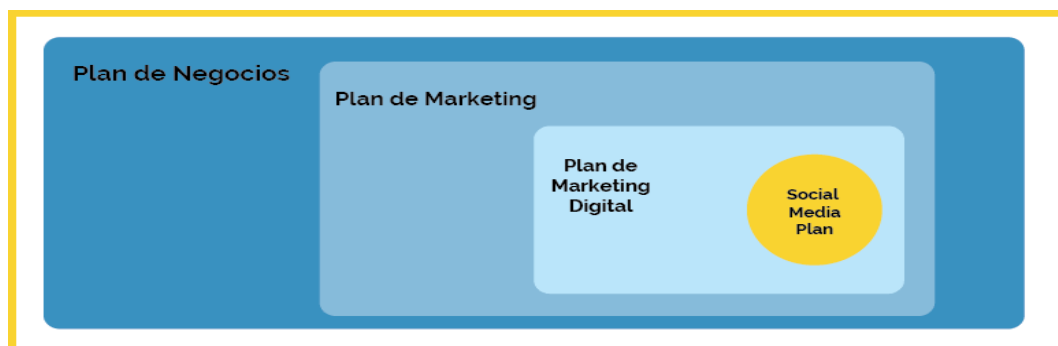 Plan de Negocios
Plan de Marketing
Plan de
Marketing
Digital
Social
Media
Plan